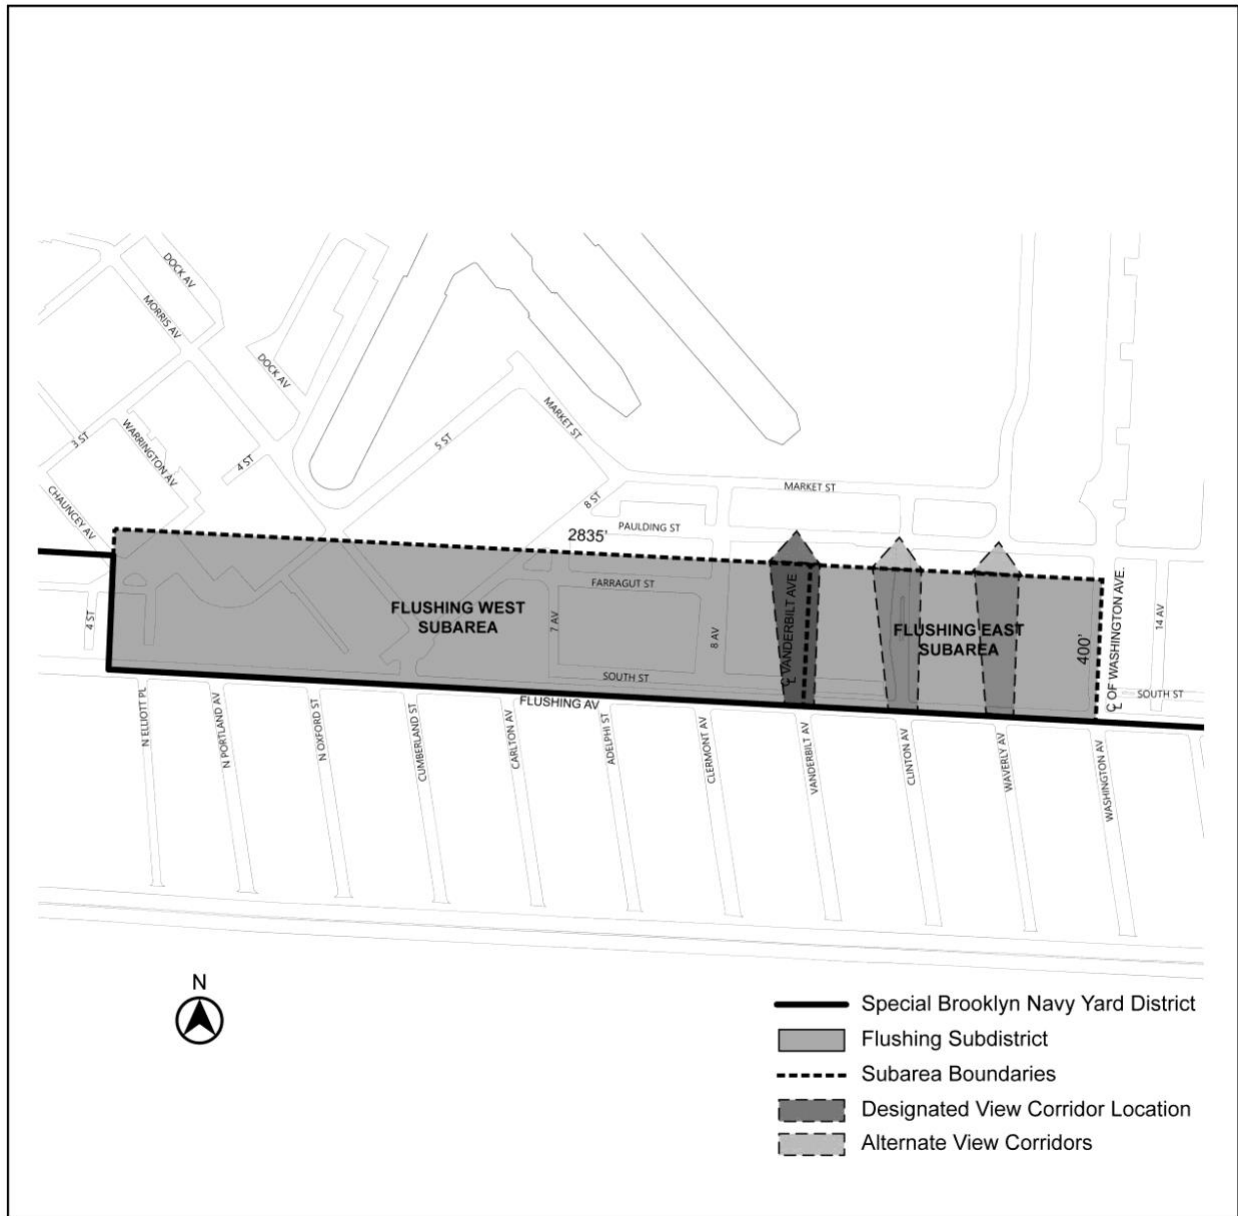 DOCK AV
MORRIS AV
DOCK AV
MARKET ST
5 ST
3 ST
WARRINGTON AV
4 ST
CHAUNCEY AV
8 ST
MARKET ST
PAULDING ST
2835'
FARRAGUT ST
FLUSHING WEST
SUBAREA
7 AV
8 AV
℄ VANDERBILT AVE
FLUSHING EAST
SUBAREA
400'
℄ OF WASHINGTON AVE.
14 AV
4 ST
SOUTH ST
SOUTH ST
FLUSHING AV
N ELLIOTT PL
N PORTLAND AV
N OXFORD ST
CUMBERLAND ST
CARLTON AV
ADELPHI ST
CLERMONT AV
VANDERBILT AV
CLINTON AV
WAVERLY AV
WASHINGTON AV
N
Special Brooklyn Navy Yard District
Flushing Subdistrict
Subarea Boundaries
Designated View Corridor Location
Alternate View Corridors